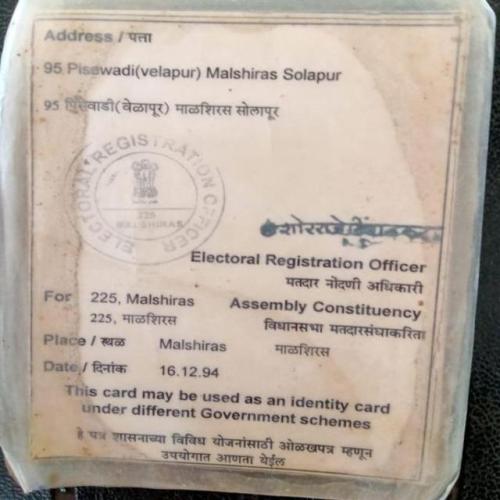 Address / पत्ता
95 Pisewadi(velapur) Malshiras Solapur
95 पिसेवाडी(वेळापूर) माळशिरस सोलापूर
ELECTORAL REGISTRATION OFFICER
225
MALSHIRAS
Electoral Registration Officer
मतदार नोदणी अधिकारी
For 225, Malshiras Assembly Constituency
225, माळशिरस विधानसभा मतदारसंघाकरिता
Place / स्थळ Malshiras माळशिरस
Date / दिनांक 16.12.94
This card may be used as an identity card
under different Government schemes
हे पत्र शासनाच्या विविध योजनांसाठी ओळखपत्र म्हणून
उपयोगात आणता येईल